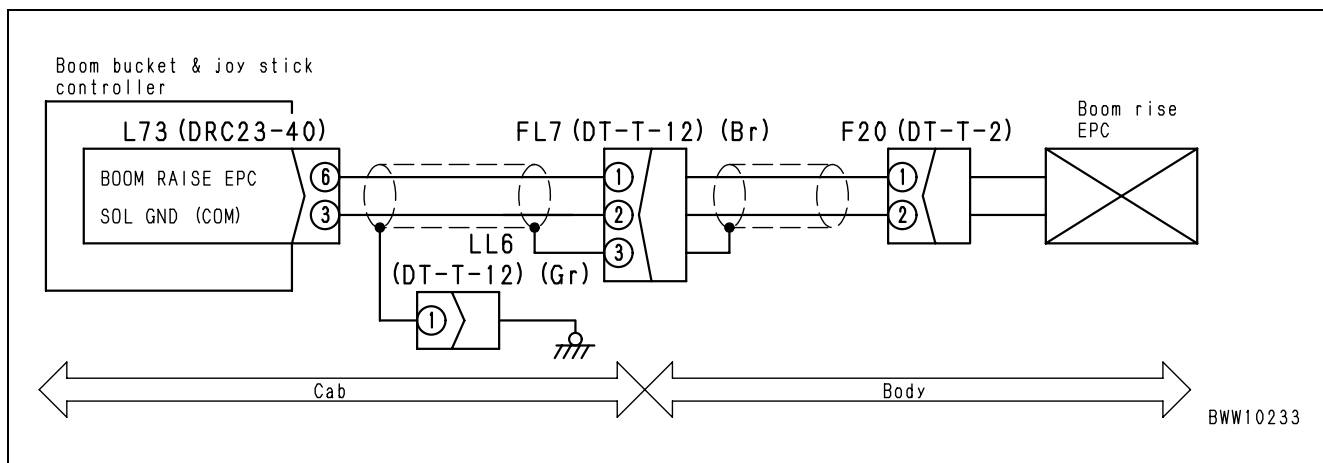 Boom bucket & joy stick
controller
Boom rise
EPC
L73 (DRC23-40)
FL7 (DT-T-12) (Br)
F20 (DT-T-2)
BOOM RAISE EPC
6
1
1
SOL GND (COM)
3
2
2
LL6
3
(DT-T-12) (Gr)
1
Cab
Body
BWW10233